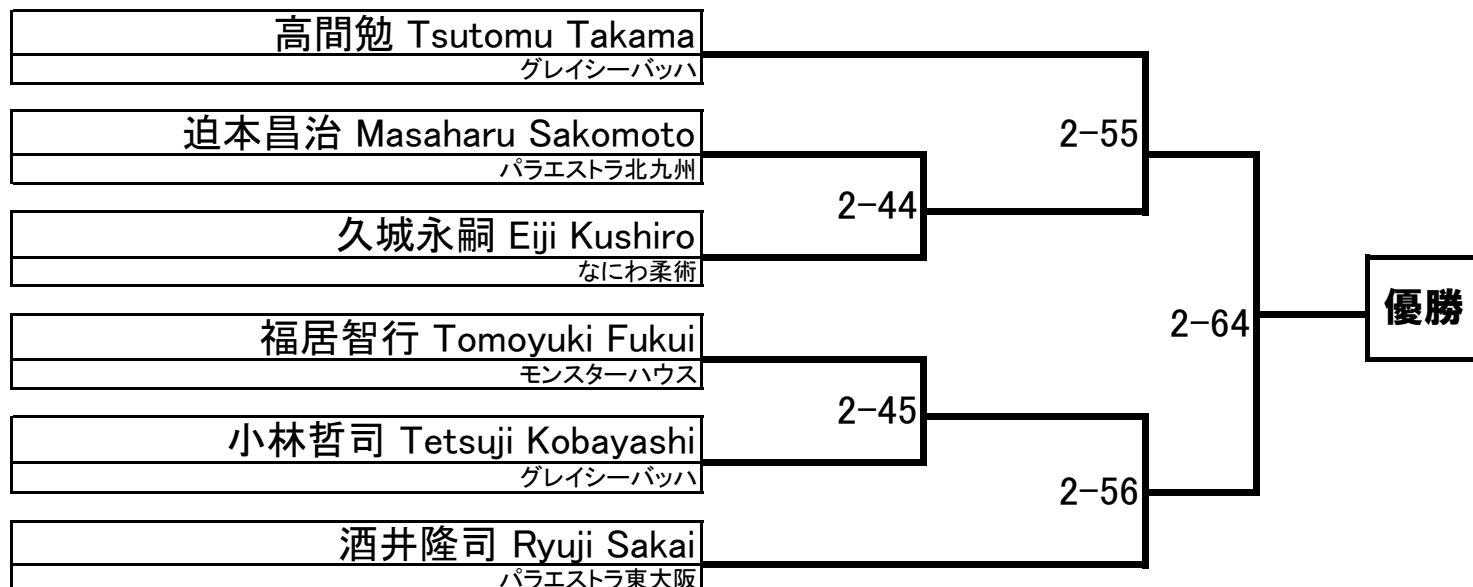 高間勉 Tsutomu Takama
グレイシーバッハ
迫本昌治 Masaharu Sakomoto
パラエストラ北九州
久城永嗣 Eiji Kushiro
なにわ柔術
福居智行 Tomoyuki Fukui
モンスターハウス
小林哲司 Tetsuji Kobayashi
グレイシーバッハ
酒井隆司 Ryuji Sakai
パラエストラ東大阪
2-44
2-45
2-55
2-56
2-64
優勝